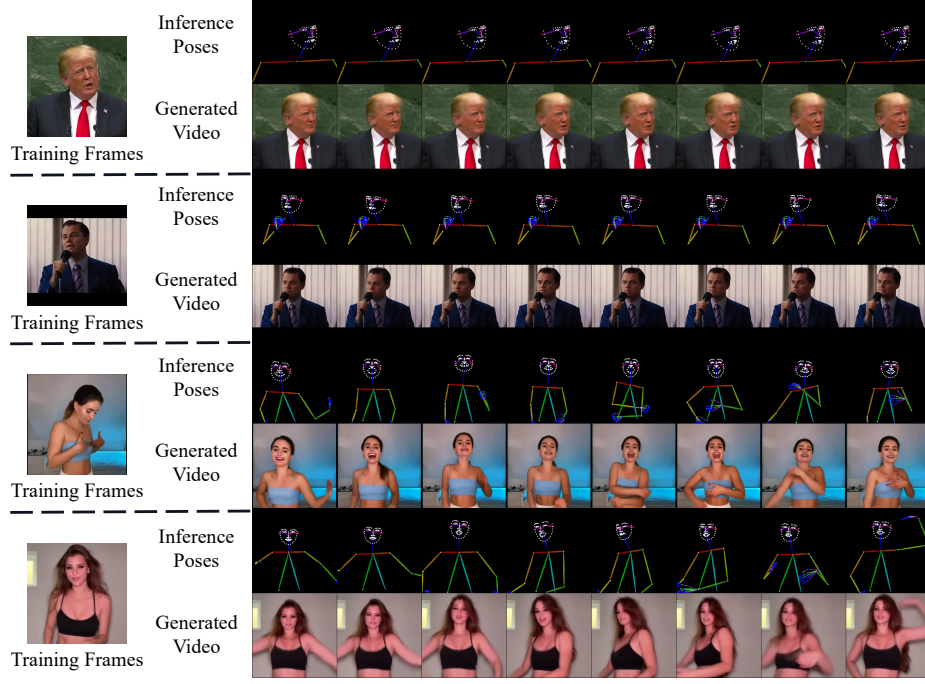 Inference
Poses
Generated
Video
Training Frames
Inference
Poses
Generated
Video
Training Frames
Inference
Poses
Generated
Video
Training Frames
Inference
Poses
Generated
Video
Training Frames